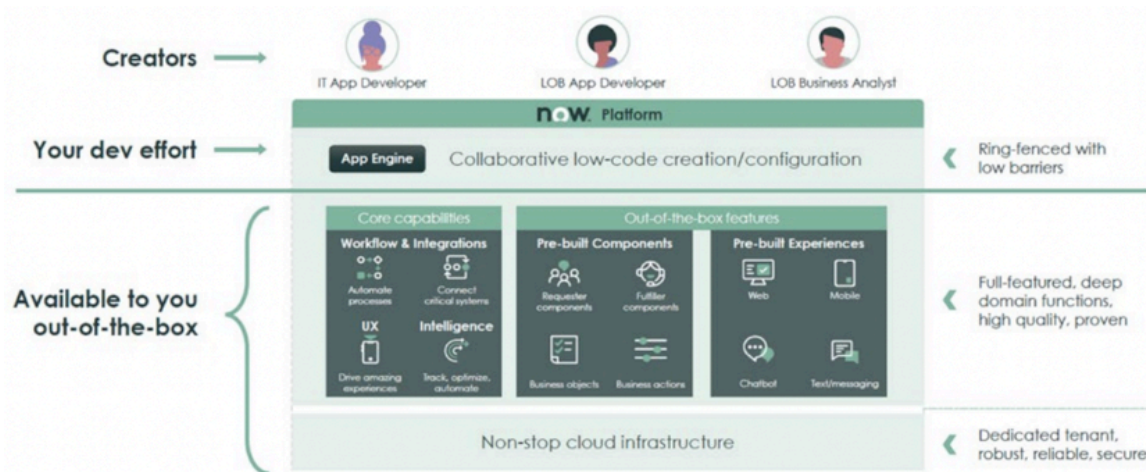 Creators
IT App Developer
LOB App Developer
LOB Business Analyst
now. Platform
Your dev effort
App Engine
Collaborative low-code creation/configuration
Ring-fenced with
low barriers
Available to you
out-of-the-box
Core capabilities
Out-of-the-box features
Workflow & Integrations
Automate
processes
Connect
critical systems
UX
Intelligence
Drive amazing
experiences
Track, optimize,
automate
Pre-built Components
Requester
components
Fulfiller
components
Business objects
Business actions
Pre-built Experiences
Web
Mobile
Chatbot
Text/messaging
Full-featured, deep
domain functions,
high quality, proven
Non-stop cloud infrastructure
Dedicated tenant,
robust, reliable, secure